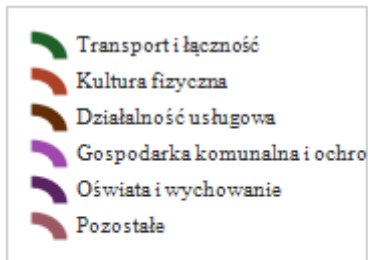 Transport i łączność
Kultura fizyczna
Działalność usługowa
Gospodarka komunalna i ochro
Oświata i wychowanie
Pozostałe